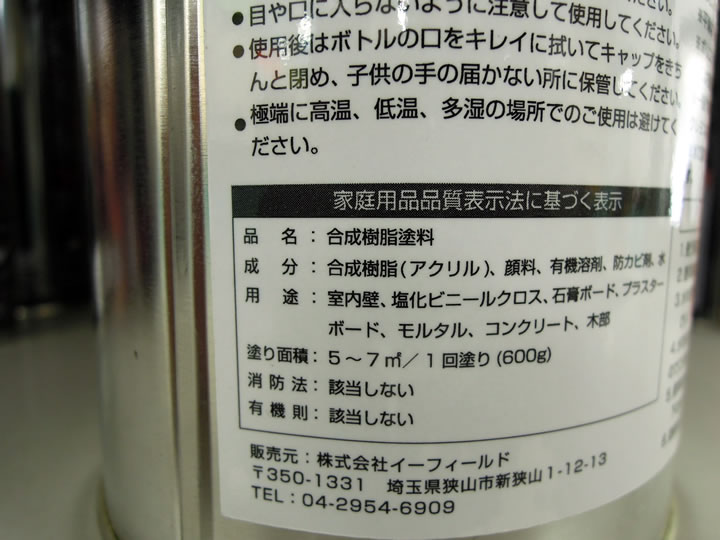 ください。
●目や口に入らないように注意して使用してください。
●使用後はボトルの口をキレイに拭いてキャップをきち
んと閉め、子供の手の届かない所に保管してください。
●極端に高温、低温、多湿の場所でのご使用は避けてく
ださい。
家庭用品品質表示法に基づく表示
品 名：合成樹脂塗料
成 分：合成樹脂(アクリル)、顔料、有機溶剤、防カビ剤、水
用 途：室内壁、塩化ビニールクロス、石膏ボード、プラスター
ボード、モルタル、コンクリート、木部
塗り面積：5～7㎡／1回塗り(600g)
消防法：該当しない
有機則：該当しない
販売元：株式会社イーフィールド
〒350-1331 埼玉県狭山市新狭山1-12-13
TEL：04-2954-6909